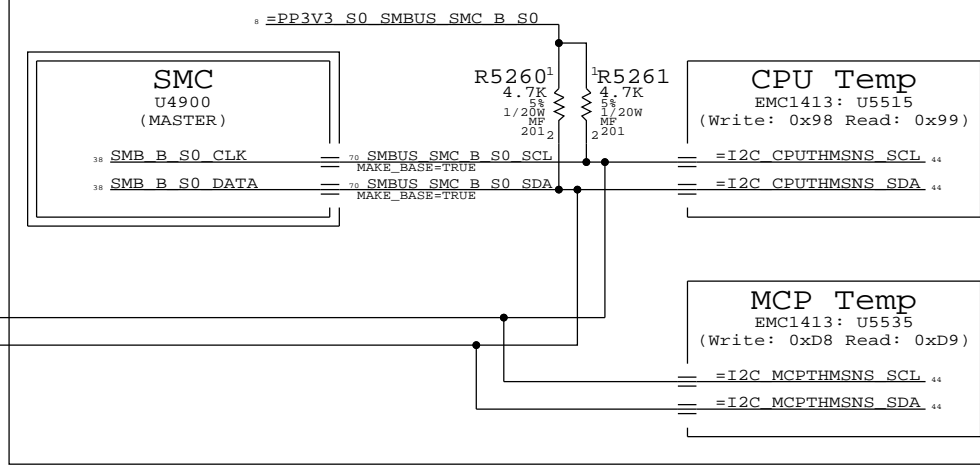 8 =PP3V3_S0_SMBUS_SMC_B_S0
SMC
U4900
(MASTER)
38 SMB_B_S0_CLK
38 SMB_B_S0_DATA
70 SMBUS_SMC_B_S0_SCL
MAKE_BASE=TRUE
70 SMBUS_SMC_B_S0_SDA
MAKE_BASE=TRUE
R5260
4.7K
5%
1/20W
MF
201
1
2
R5261
4.7K
5%
1/20W
MF
201
1
2
CPU Temp
EMC1413: U5515
(Write: 0x98 Read: 0x99)
=I2C_CPUTHMSNS_SCL 44
=I2C_CPUTHMSNS_SDA 44
MCP Temp
EMC1413: U5535
(Write: 0xD8 Read: 0xD9)
=I2C_MCPTHMSNS_SCL 44
=I2C_MCPTHMSNS_SDA 44